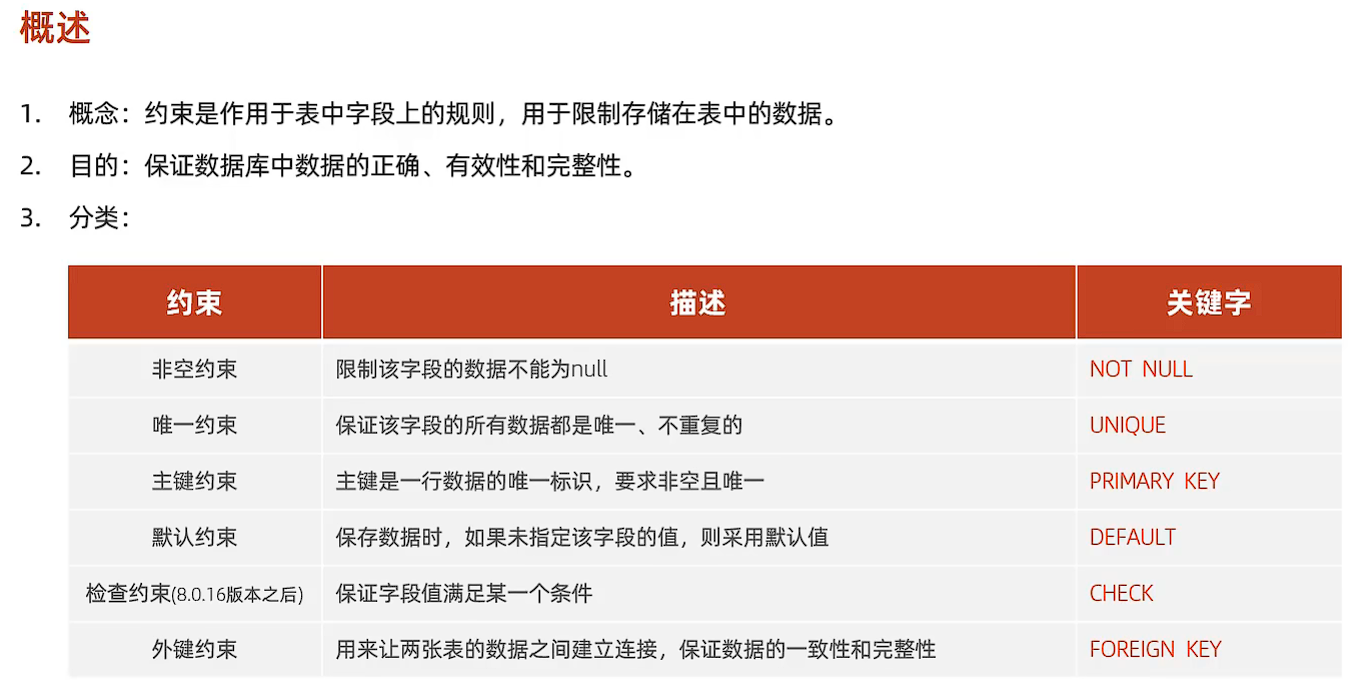 概述
1. 概念：约束是作用于表中字段上的规则，用于限制存储在表中的数据。
2. 目的：保证数据库中数据的正确、有效性和完整性。
3. 分类：
约束 描述 关键字
非空约束 限制该字段的数据不能为null NOT NULL
唯一约束 保证该字段的所有数据都是唯一、不重复的 UNIQUE
主键约束 主键是一行数据的唯一标识，要求非空且唯一 PRIMARY KEY
默认约束 保存数据时，如果未指定该字段的值，则采用默认值 DEFAULT
检查约束(8.0.16版本之后) 保证字段值满足某一个条件 CHECK
外键约束 用来让两张表的数据之间建立连接，保证数据的一致性和完整性 FOREIGN KEY